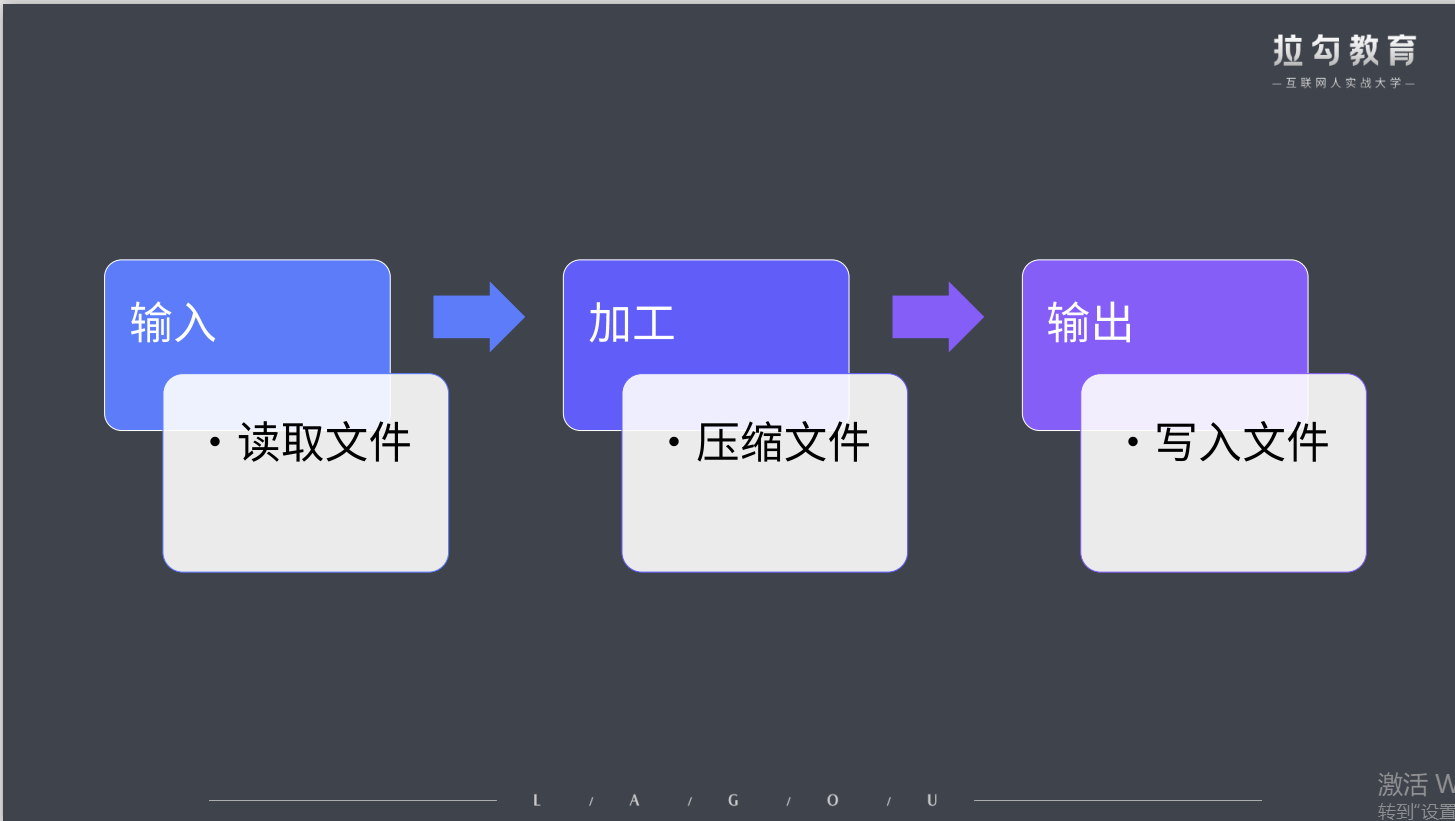 拉勾教育
—互联网人实战大学—
输入
加工
输出
• 读取文件
• 压缩文件
• 写入文件
L / A / G / O / U
激活 W
转到“设置